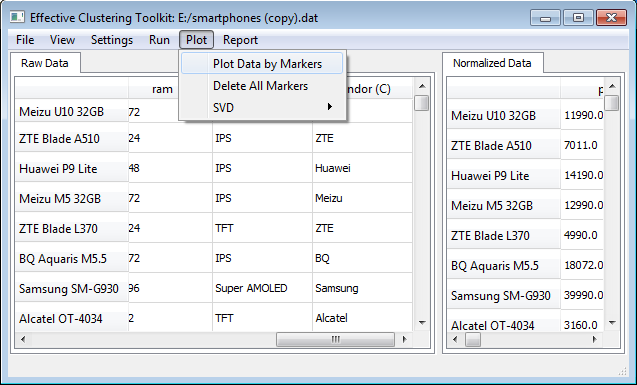 Effective Clustering Toolkit: E:/smartphones (copy).dat
File View Settings Run Plot Report
Raw Data
Plot Data by Markers
Delete All Markers
SVD
Normalized Data
ram ndor (C)
Meizu U10 32GB 72
ZTE Blade A510 24 IPS ZTE
Huawei P9 Lite 48 IPS Huawei
Meizu M5 32GB 72 IPS Meizu
ZTE Blade L370 24 TFT ZTE
BQ Aquaris M5.5 72 IPS BQ
Samsung SM-G930 96 Super AMOLED Samsung
Alcatel OT-4034 2 TFT Alcatel
p
Meizu U10 32GB 11990.0
ZTE Blade A510 7011.0
Huawei P9 Lite 14190.0
Meizu M5 32GB 12990.0
ZTE Blade L370 4990.0
BQ Aquaris M5.5 18072.0
Samsung SM-G930 39990.0
Alcatel OT-4034 3160.0